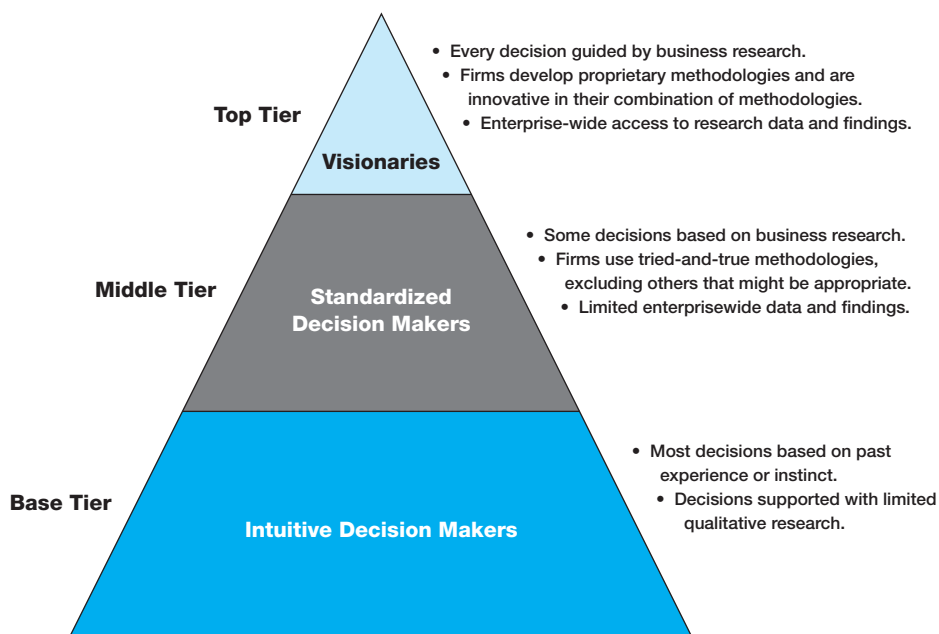 • Every decision guided by business research.
• Firms develop proprietary methodologies and are
innovative in their combination of methodologies.
• Enterprise-wide access to research data and findings.
Top Tier
Visionaries
• Some decisions based on business research.
• Firms use tried-and-true methodologies,
excluding others that might be appropriate.
• Limited enterprisewide data and findings.
Middle Tier
Standardized
Decision Makers
• Most decisions based on past
experience or instinct.
• Decisions supported with limited
qualitative research.
Base Tier
Intuitive Decision Makers